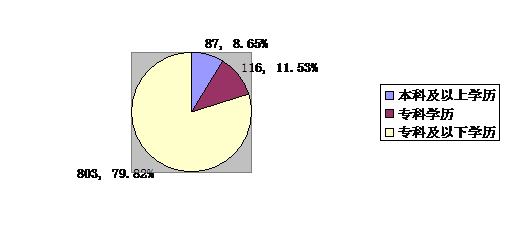 87, 8.65%
116, 11.53%
803, 79.82%
本科及以上学历
专科学历
专科及以下学历